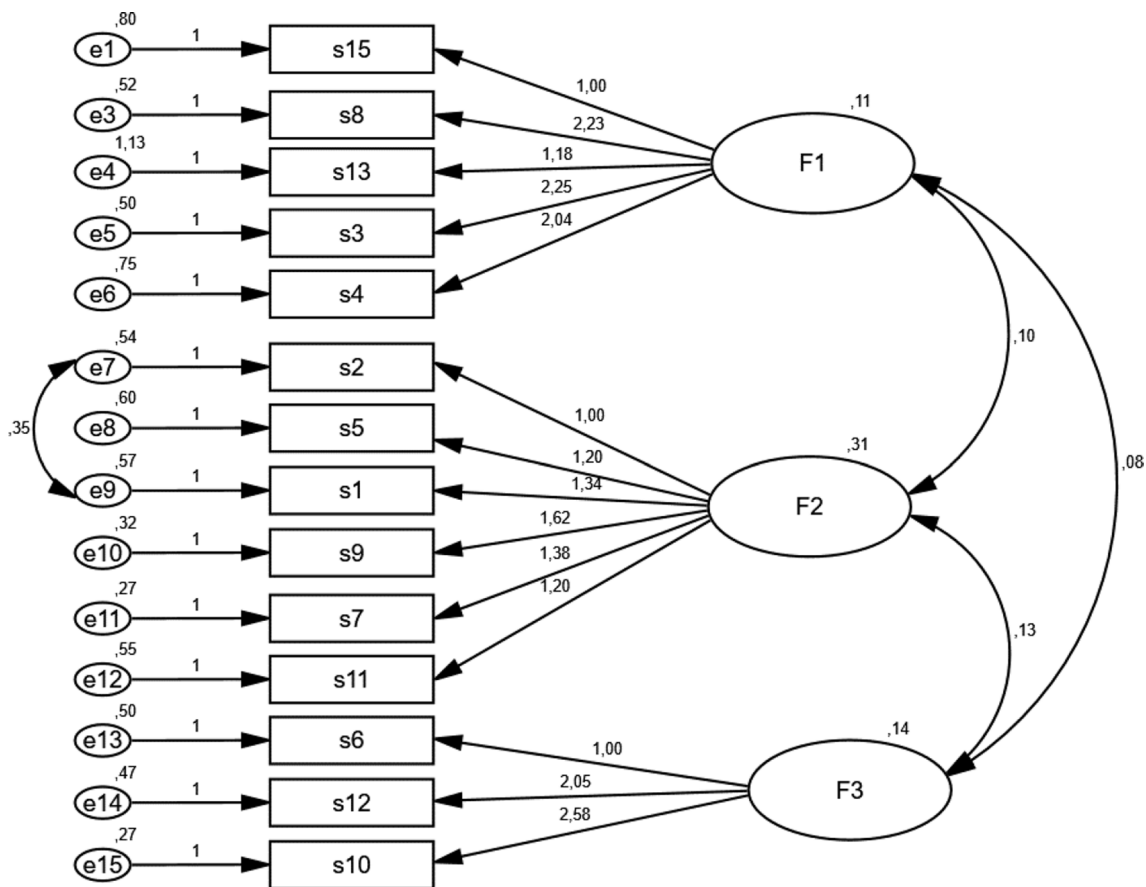 ,80
e1 1 s15
1,00
,11
,52
e3 1 s8
2,23
1,13
e4 1 s13
1,18
F1
,50
e5 1 s3
2,25
,75
e6 1 s4
2,04
,10
,54
e7 1 s2
1,00
,35
,60
e8 1 s5
1,20
,31
,08
,57
e9 1 s1
1,34
F2
,32
e10 1 s9
1,62
,27
e11 1 s7
1,38
,13
,55
e12 1 s11
1,20
,50
e13 1 s6
1,00
,14
,47
e14 1 s12
2,05
F3
,27
e15 1 s10
2,58